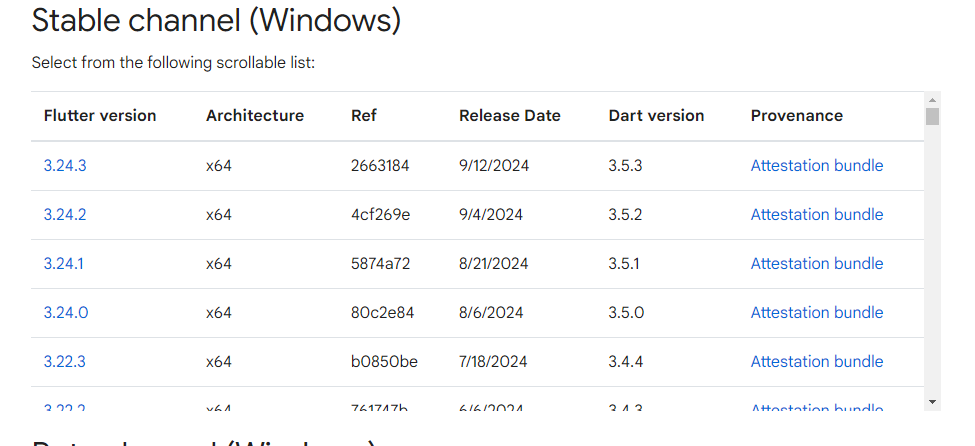 Stable channel (Windows)
Select from the following scrollable list:
Flutter version Architecture Ref Release Date Dart version Provenance
3.24.3 x64 2663184 9/12/2024 3.5.3 Attestation bundle
3.24.2 x64 4cf269e 9/4/2024 3.5.2 Attestation bundle
3.24.1 x64 5874a72 8/21/2024 3.5.1 Attestation bundle
3.24.0 x64 80c2e84 8/6/2024 3.5.0 Attestation bundle
3.22.3 x64 b0850be 7/18/2024 3.4.4 Attestation bundle
3.22.2 x64 761747b 6/6/2024 3.4.3 Attestation bundle
(Windows)